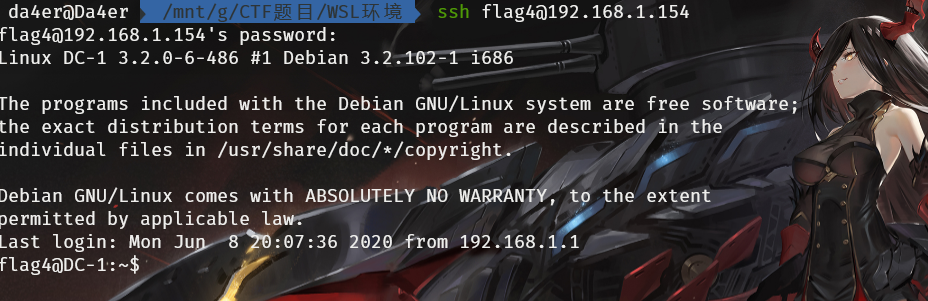 da4er@Da4er /mnt/g/CTF题目/WSL环境 ssh flag4@192.168.1.154
flag4@192.168.1.154's password:
Linux DC-1 3.2.0-6-486 #1 Debian 3.2.102-1 i686
The programs included with the Debian GNU/Linux system are free software;
the exact distribution terms for each program are described in the
individual files in /usr/share/doc/*/copyright.
Debian GNU/Linux comes with ABSOLUTELY NO WARRANTY, to the extent
permitted by applicable law.
Last login: Mon Jun  8 20:07:36 2020 from 192.168.1.1
flag4@DC-1:~$